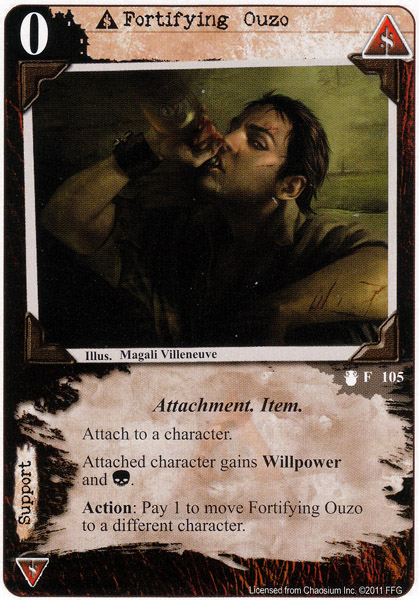 0
Fortifying Ouzo
Illus. Magali Villeneuve
F 105
Attachment. Item.
Attach to a character.
Attached character gains Willpower
and .
Action: Pay 1 to move Fortifying Ouzo
to a different character.
Support
Licensed from Chaosium Inc. ©2011 FFG